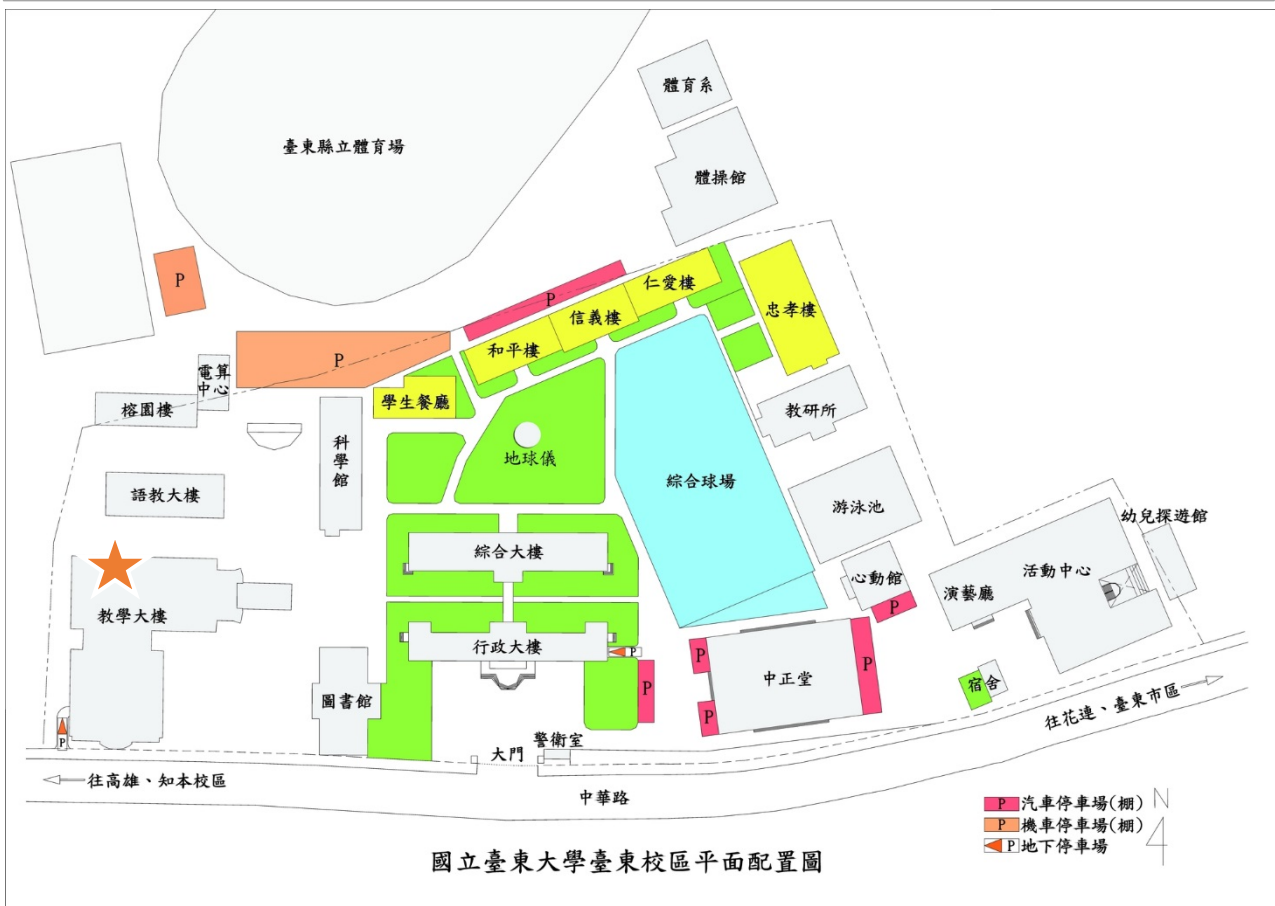 體育系
臺東縣立體育場
體操館
P
仁愛樓
P
信義樓
忠孝樓
和平樓
P
電算
中心
學生餐廳
榕園樓
教研所
科學館
地球儀
綜合球場
語教大樓
游泳池
幼兒探遊館
綜合大樓
心動館
活動中心
演藝廳
P
教學大樓
行政大樓
P
P
P
中正堂
圖書館
P
宿舍
P
P
警衛室
大門
往花連、臺東市區
往高雄、知本校區
中華路
P 汽車停車場(棚)
N
P 機車停車場(棚)
P 地下停車場
國立臺東大學臺東校區平面配置圖